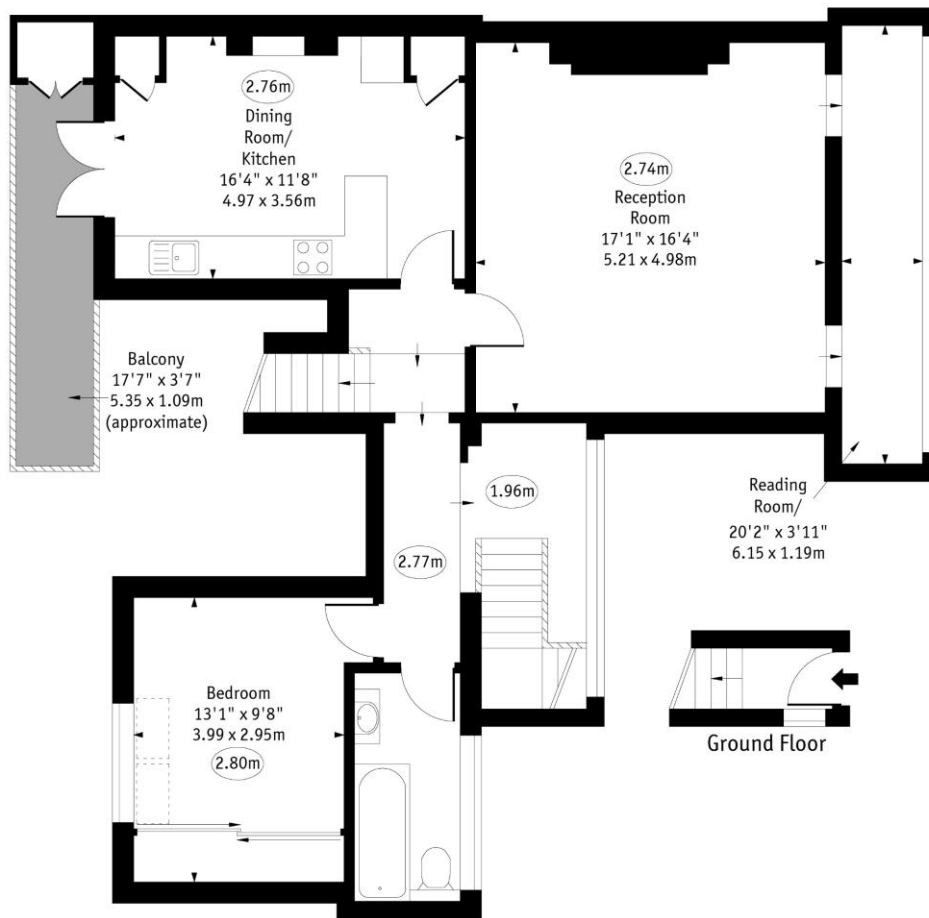 2.76m
Dining
Room/
Kitchen
16'4" x 11'8"
4.97 x 3.56m
2.74m
Reception
Room
17'1" x 16'4"
5.21 x 4.98m
Balcony
17'7" x 3'7"
5.35 x 1.09m
(approximate)
1.96m
Reading
Room/
20'2" x 3'11"
6.15 x 1.19m
2.77m
Bedroom
13'1" x 9'8"
3.99 x 2.95m
2.80m
Ground Floor